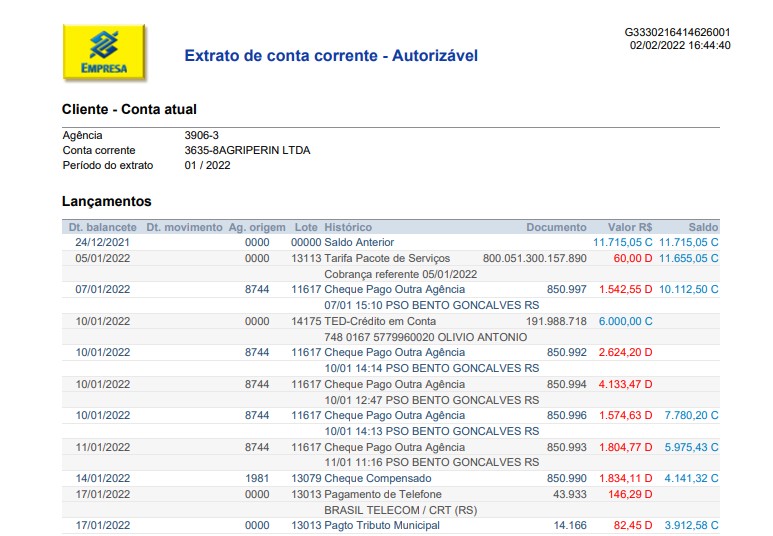 G3330216414626001
02/02/2022 16:44:40
EMPRESA
Extrato de conta corrente - Autorizável
Cliente - Conta atual
Agência 3906-3
Conta corrente 3635-8AGRIPERIN LTDA
Período do extrato 01 / 2022
Lançamentos
Dt. balancete Dt. movimento Ag. origem Lote Histórico Documento Valor R$ Saldo
24/12/2021 0000 00000 Saldo Anterior 11.715,05 C 11.715,05 C
05/01/2022 0000 13113 Tarifa Pacote de Serviços 800.051.300.157.890 60,00 D 11.655,05 C
Cobrança referente 05/01/2022
07/01/2022 8744 11617 Cheque Pago Outra Agência 850.997 1.542,55 D 10.112,50 C
07/01 15:10 PSO BENTO GONCALVES RS
10/01/2022 0000 14175 TED-Crédito em Conta 191.988.718 6.000,00 C
748 0167 5779960020 OLIVIO ANTONIO
10/01/2022 8744 11617 Cheque Pago Outra Agência 850.992 2.624,20 D
10/01 14:14 PSO BENTO GONCALVES RS
10/01/2022 8744 11617 Cheque Pago Outra Agência 850.994 4.133,47 D
10/01 12:47 PSO BENTO GONCALVES RS
10/01/2022 8744 11617 Cheque Pago Outra Agência 850.996 1.574,63 D 7.780,20 C
10/01 14:13 PSO BENTO GONCALVES RS
11/01/2022 8744 11617 Cheque Pago Outra Agência 850.993 1.804,77 D 5.975,43 C
11/01 11:16 PSO BENTO GONCALVES RS
14/01/2022 1981 13079 Cheque Compensado 850.990 1.834,11 D 4.141,32 C
17/01/2022 0000 13013 Pagamento de Telefone 43.933 146,29 D
BRASIL TELECOM / CRT (RS)
17/01/2022 0000 13013 Pagto Tributo Municipal 14.166 82,45 D 3.912,58 C